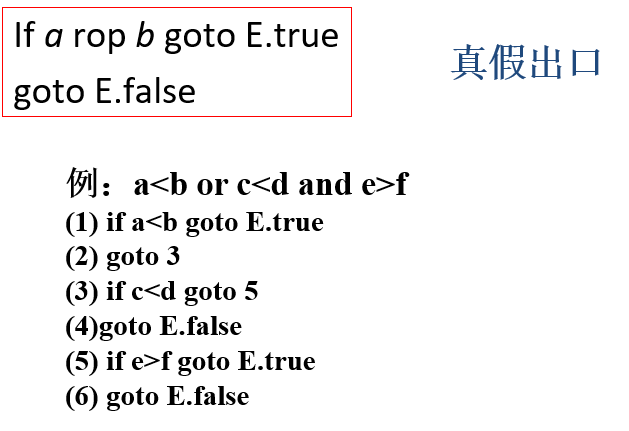 If a rop b goto E.true
goto E.false
真假出口
例：a<b or c<d and e>f
(1) if a<b goto E.true
(2) goto 3
(3) if c<d goto 5
(4)goto E.false
(5) if e>f goto E.true
(6) goto E.false